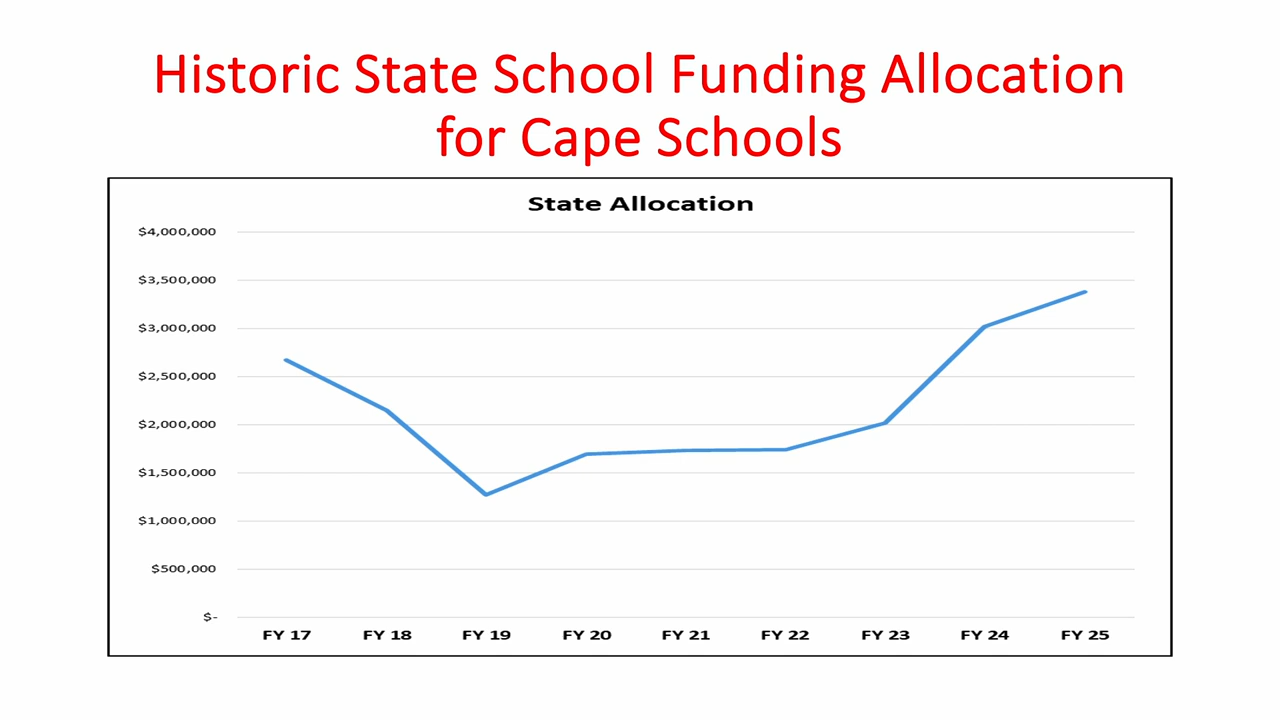 Historic State School Funding Allocation
for Cape Schools
State Allocation
$4,000,000
$3,500,000
$3,000,000
$2,500,000
$2,000,000
$1,500,000
$1,000,000
$500,000
$-
FY 17 FY 18 FY 19 FY 20 FY 21 FY 22 FY 23 FY 24 FY 25